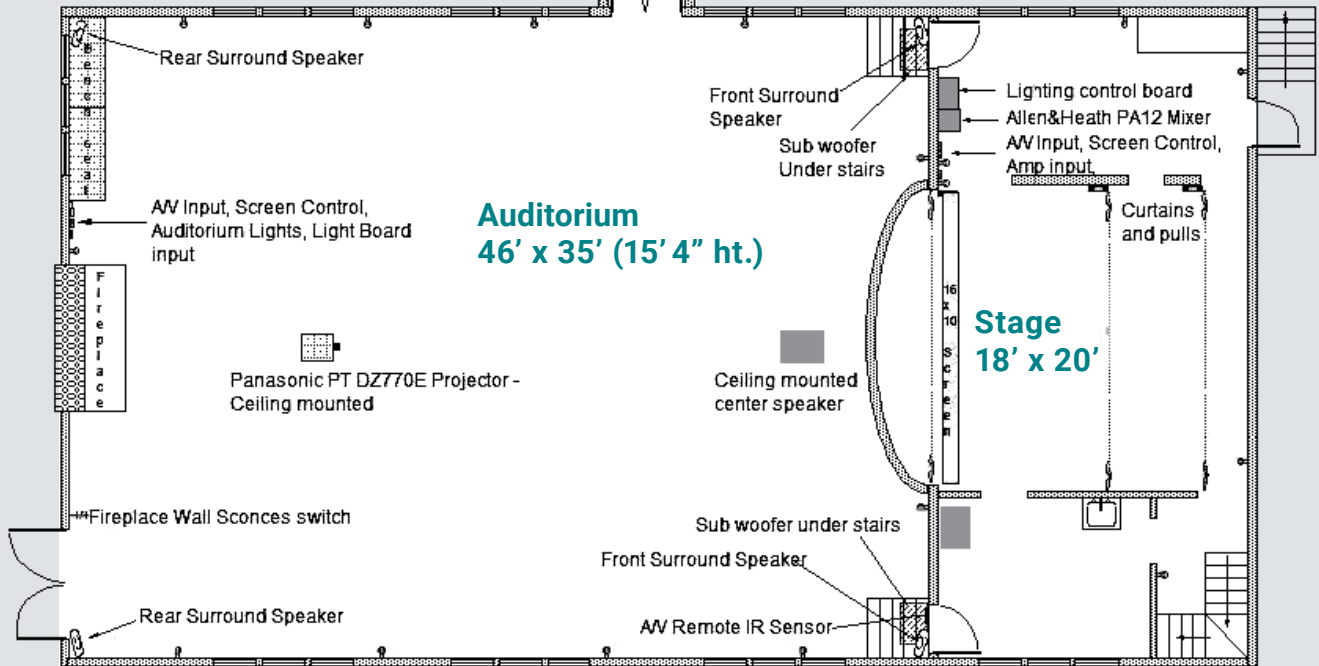 Rear Surround Speaker
Bench seat
Front Surround
Speaker
Sub woofer
Under stairs
Lighting control board
Allen&Heath PA12 Mixer
A/V Input, Screen Control,
Amp input,
Curtains
and pulls
A/V Input, Screen Control,
Auditorium Lights, Light Board
input
Auditorium
46’ x 35’ (15’ 4” ht.)
Fireplace
16 x 10 Screen
Stage
18’ x 20’
Panasonic PT DZ770E Projector -
Ceiling mounted
Ceiling mounted
center speaker
Fireplace Wall Sconces switch
Sub woofer under stairs
Front Surround Speaker
Rear Surround Speaker
A/V Remote IR Sensor